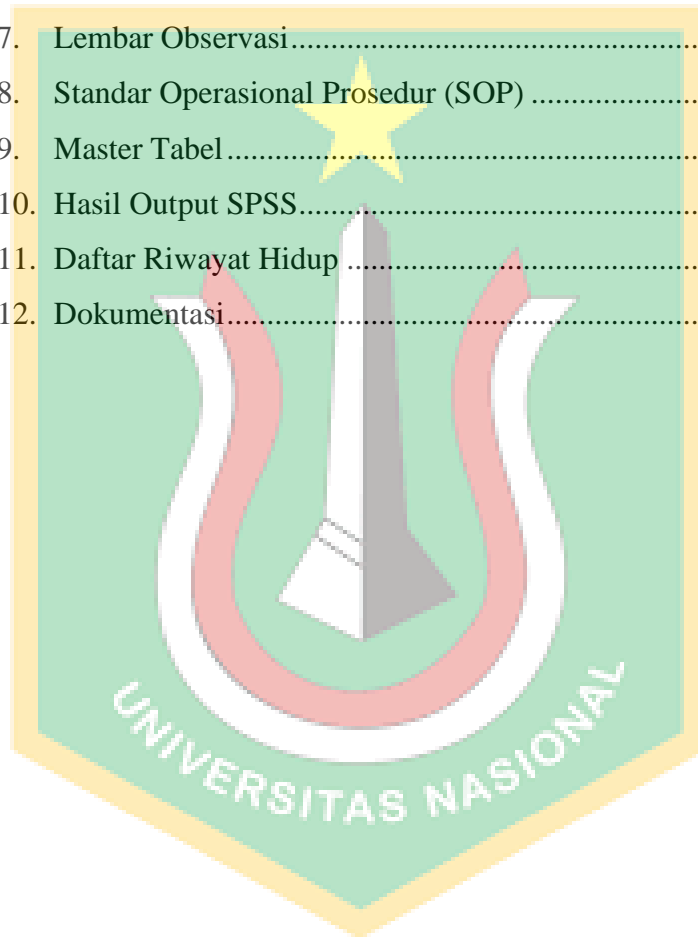 7. Lembar Observasi................................................
8. Standar Operasional Prosedur (SOP) ....................
9. Master Tabel.........................................................
10. Hasil Output SPSS...............................................
11. Daftar Riwayat Hidup ..........................................
12. Dokumentasi........................................................
UNIVERSITAS NASIONAL